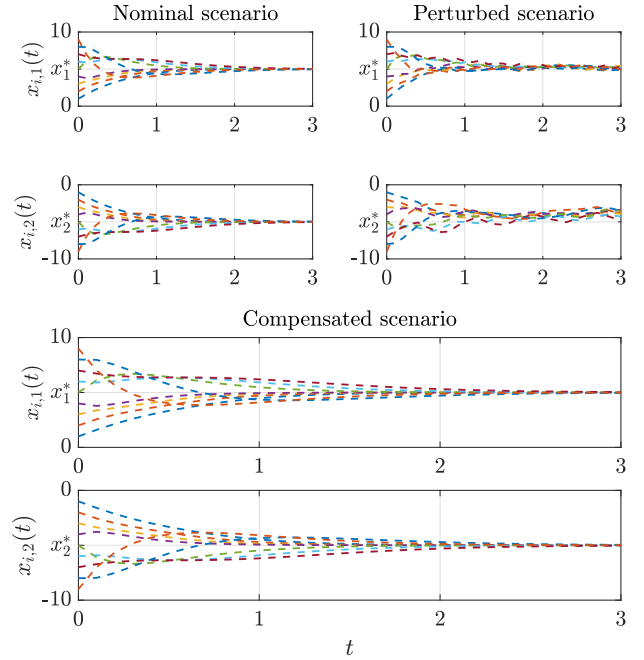 Nominal scenario
Perturbed scenario
10
x_{i,1}(t)
x_1^*
0
0 1 2 3
10
x_1^*
0
0 1 2 3
0
x_{i,2}(t)
x_2^*
-10
0 1 2 3
0
x_2^*
-10
0 1 2 3
Compensated scenario
10
x_{i,1}(t)
x_1^*
0
0 1 2 3
0
x_{i,2}(t)
x_2^*
-10
0 1 2 3
t